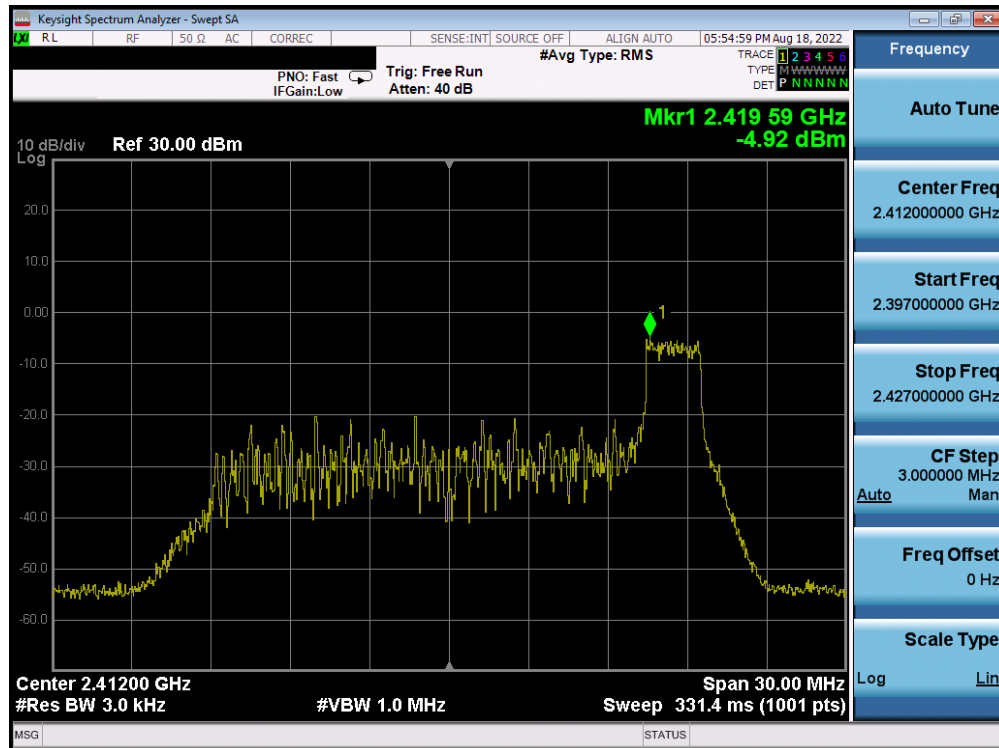 Keysight Spectrum Analyzer - Swept SA
LXI RL RF 50 Ω AC CORREC SENSE:INT SOURCE OFF ALIGN AUTO 05:54:59 PM Aug 18, 2022
#Avg Type: RMS
TRACE 1 2 3 4 5 6
TYPE M WWWWW
DET P N N N N N
PNO: Fast
IFGain:Low
Trig: Free Run
Atten: 40 dB
Mkr1 2.419 59 GHz
-4.92 dBm
10 dB/div
Log
Ref 30.00 dBm
20.0
10.0
0.00
-10.0
-20.0
-30.0
-40.0
-50.0
-60.0
1
Center 2.41200 GHz
Span 30.00 MHz
#Res BW 3.0 kHz
#VBW 1.0 MHz
Sweep 331.4 ms (1001 pts)
MSG
STATUS
Frequency
Auto Tune
Center Freq
2.412000000 GHz
Start Freq
2.397000000 GHz
Stop Freq
2.427000000 GHz
CF Step
3.000000 MHz
Auto Man
Freq Offset
0 Hz
Scale Type
Log Lin